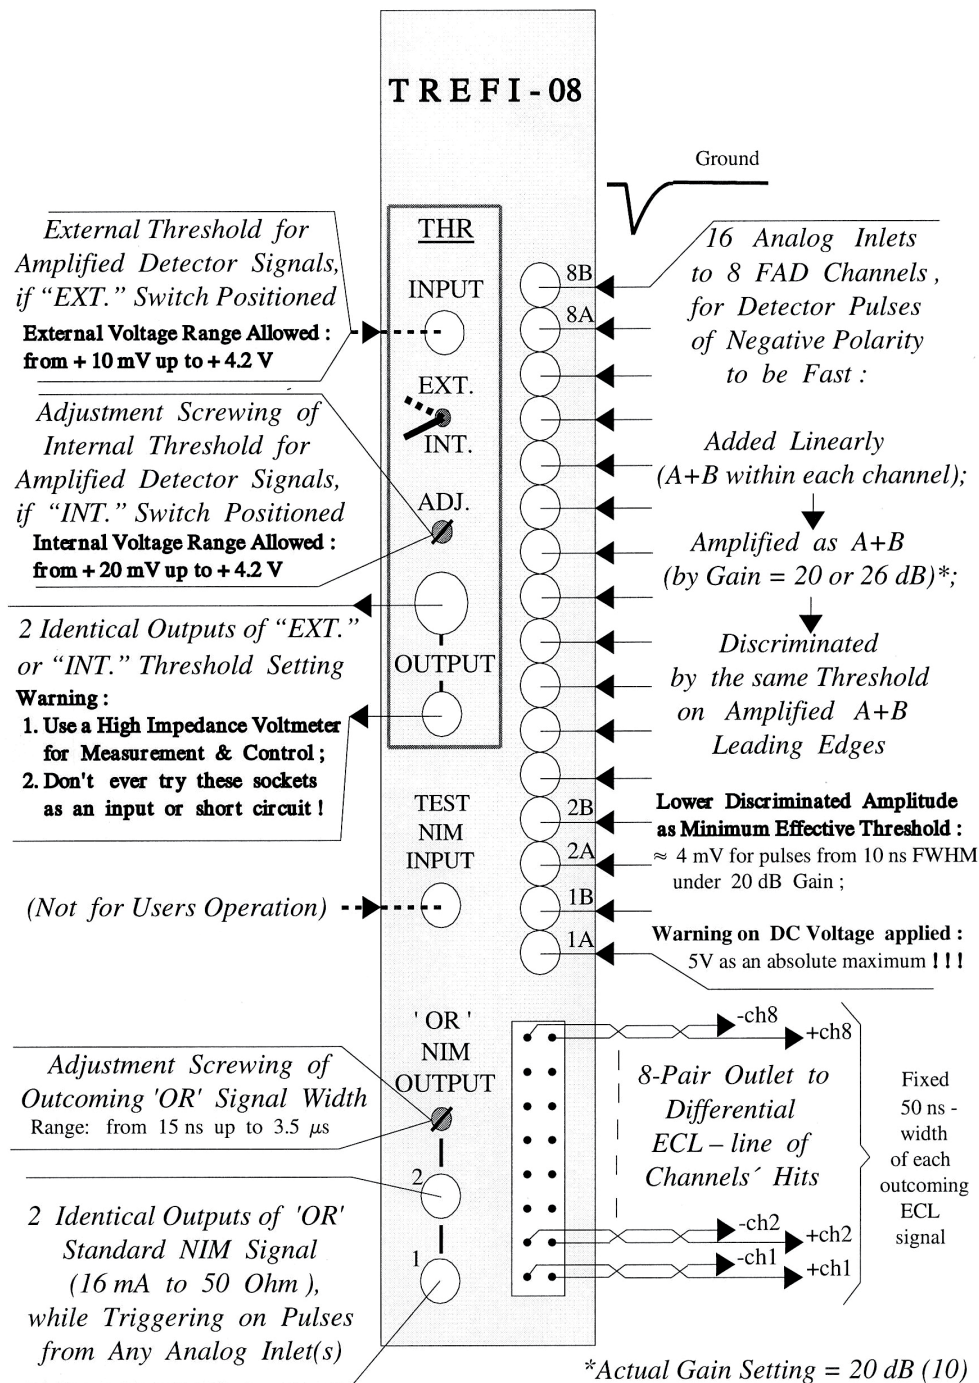 TREFI-08
Ground
External Threshold for
Amplified Detector Signals,
if “EXT.” Switch Positioned
External Voltage Range Allowed :
from + 10 mV up to + 4.2 V
Adjustment Screwing of
Internal Threshold for
Amplified Detector Signals,
if “INT.” Switch Positioned
Internal Voltage Range Allowed :
from + 20 mV up to + 4.2 V
2 Identical Outputs of “EXT.”
or “INT.” Threshold Setting
Warning :
1. Use a High Impedance Voltmeter
for Measurement & Control ;
2. Don't ever try these sockets
as an input or short circuit !
(Not for Users Operation)
Adjustment Screwing of
Outcoming 'OR' Signal Width
Range: from 15 ns up to 3.5 μs
2 Identical Outputs of 'OR'
Standard NIM Signal
(16 mA to 50 Ohm ),
while Triggering on Pulses
from Any Analog Inlet(s)
THR
INPUT
EXT.
INT.
ADJ.
OUTPUT
TEST
NIM
INPUT
' OR '
NIM
OUTPUT
2
1
8B
8A
2B
2A
1B
1A
16 Analog Inlets
to 8 FAD Channels ,
for Detector Pulses
of Negative Polarity
to be Fast :
Added Linearly
(A+B within each channel);
Amplified as A+B
(by Gain = 20 or 26 dB)*;
Discriminated
by the same Threshold
on Amplified A+B
Leading Edges
Lower Discriminated Amplitude
as Minimum Effective Threshold :
≈ 4 mV for pulses from 10 ns FWHM
under 20 dB Gain ;
Warning on DC Voltage applied :
5V as an absolute maximum ! ! !
-ch8
+ch8
8-Pair Outlet to
Differential
ECL – line of
Channels´ Hits
-ch2
+ch2
-ch1
+ch1
Fixed
50 ns -
width
of each
outcoming
ECL
signal
*Actual Gain Setting = 20 dB (10)